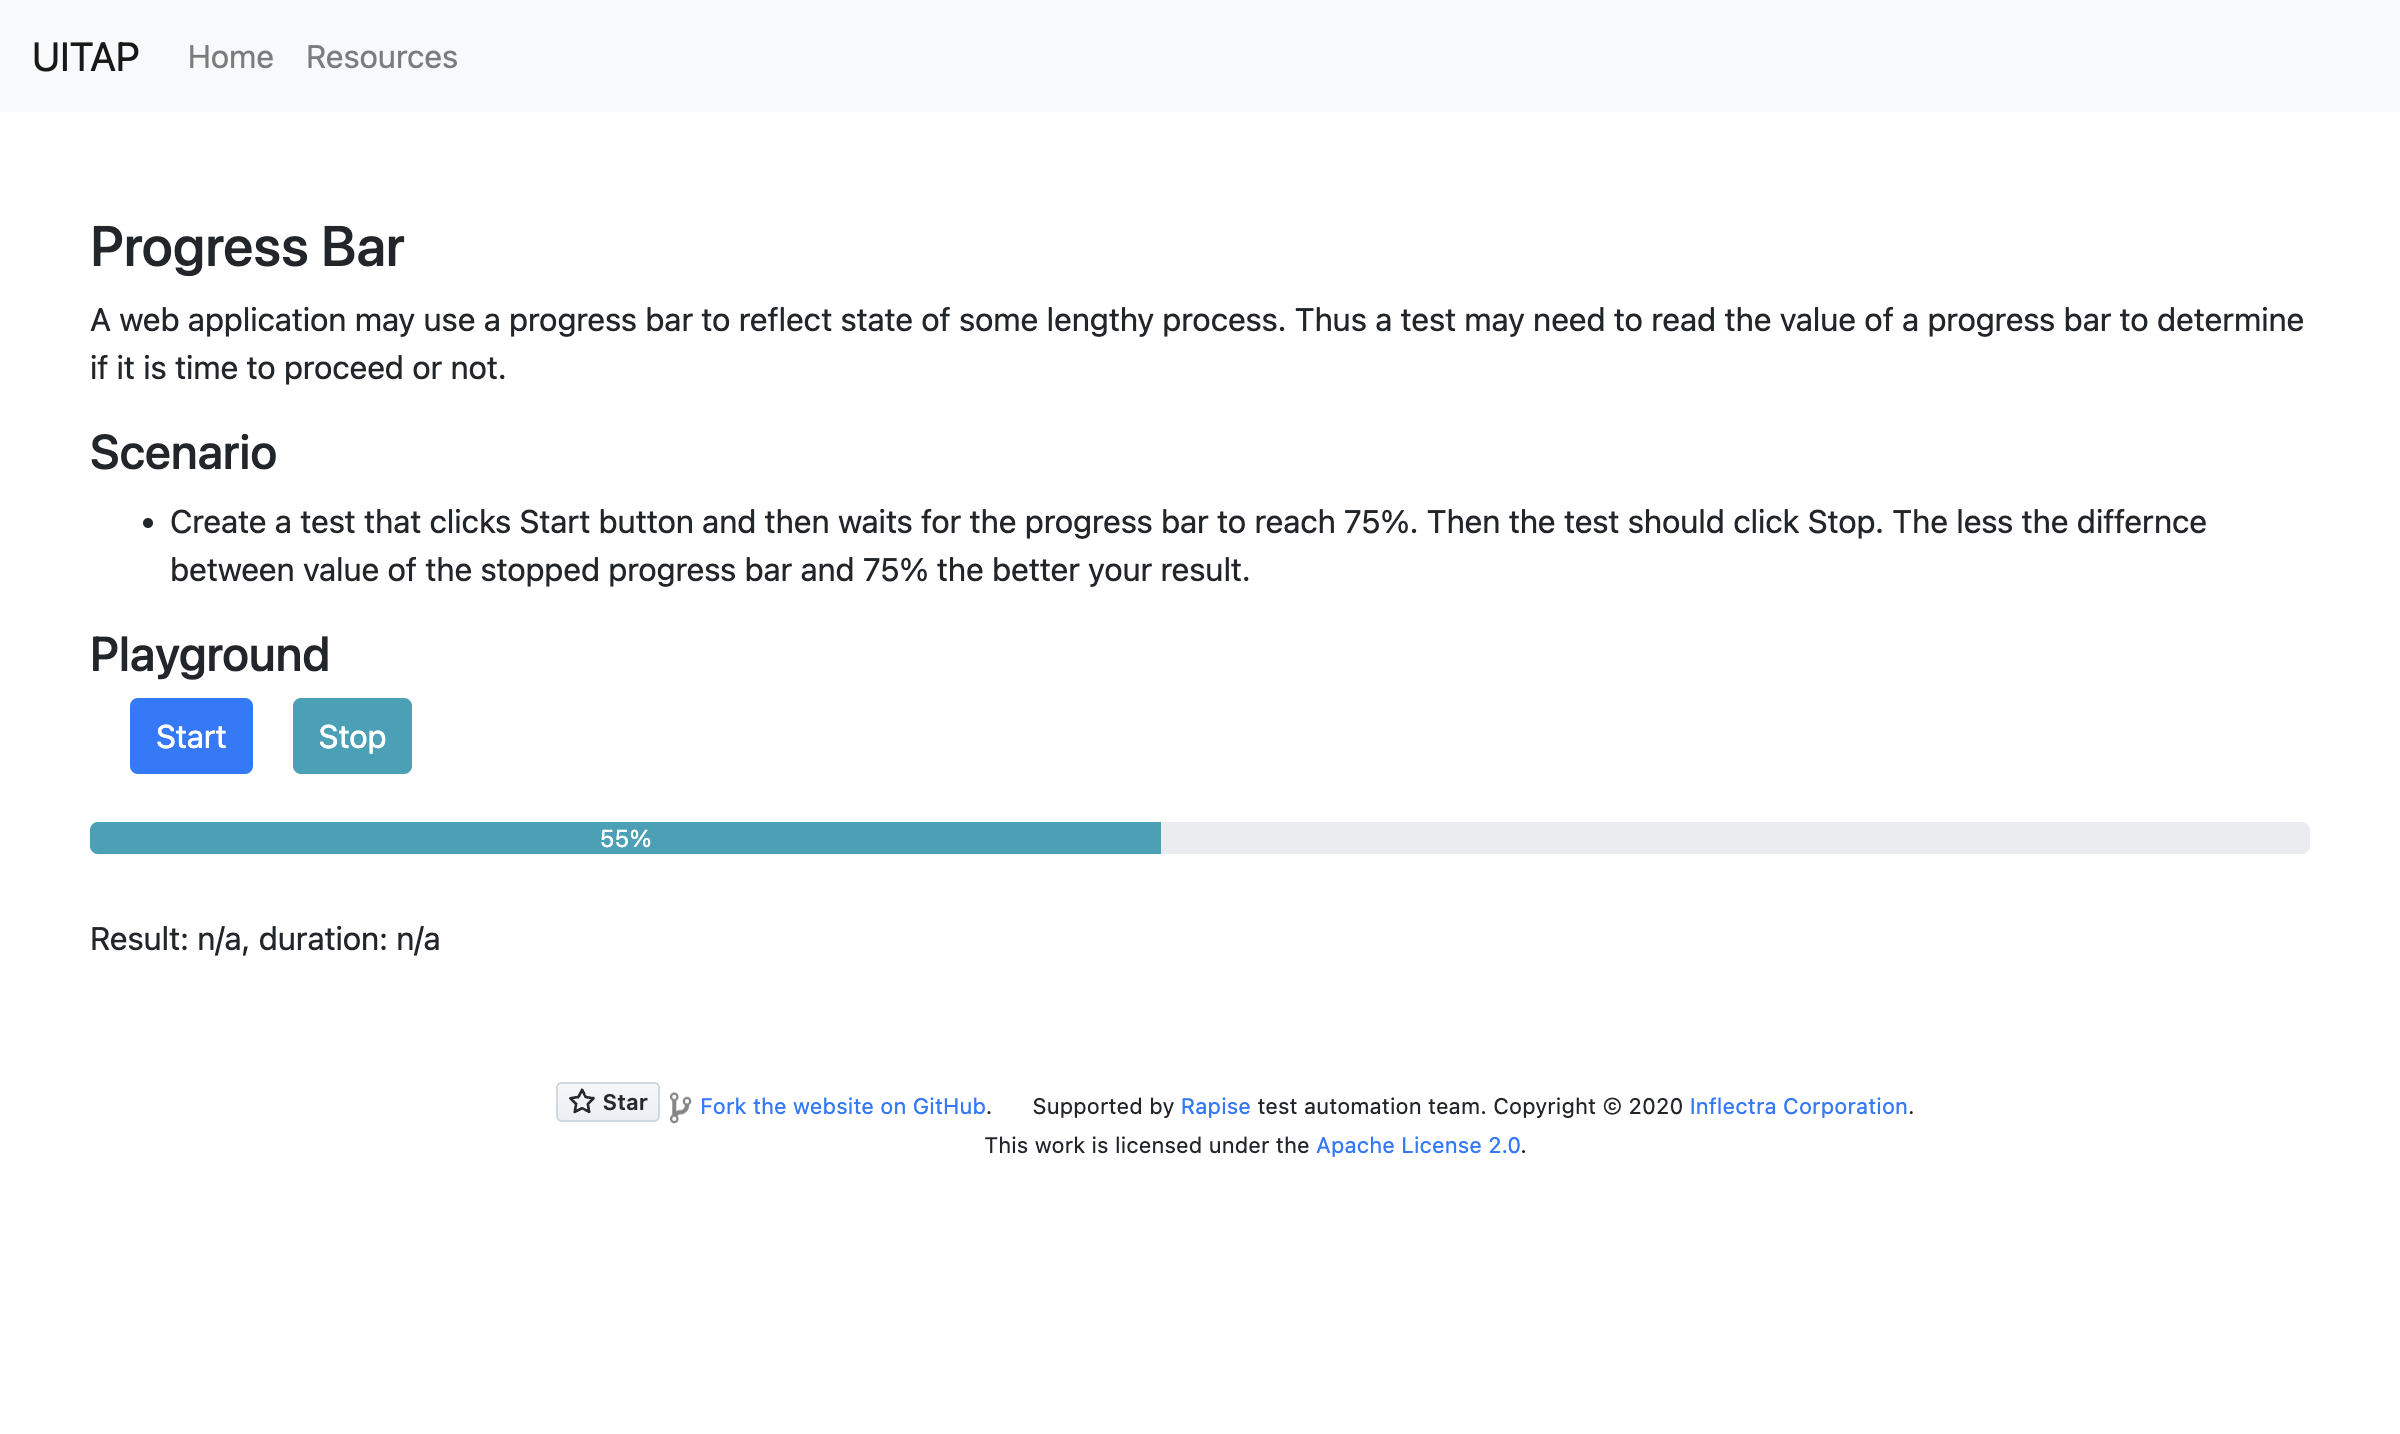 UITAP Home Resources
Progress Bar
A web application may use a progress bar to reflect state of some lengthy process. Thus a test may need to read the value of a progress bar to determine
if it is time to proceed or not.
Scenario
• Create a test that clicks Start button and then waits for the progress bar to reach 75%. Then the test should click Stop. The less the differnce
between value of the stopped progress bar and 75% the better your result.
Playground
Start Stop
55%
Result: n/a, duration: n/a
Star Fork the website on GitHub. Supported by Rapise test automation team. Copyright © 2020 Inflectra Corporation.
This work is licensed under the Apache License 2.0.